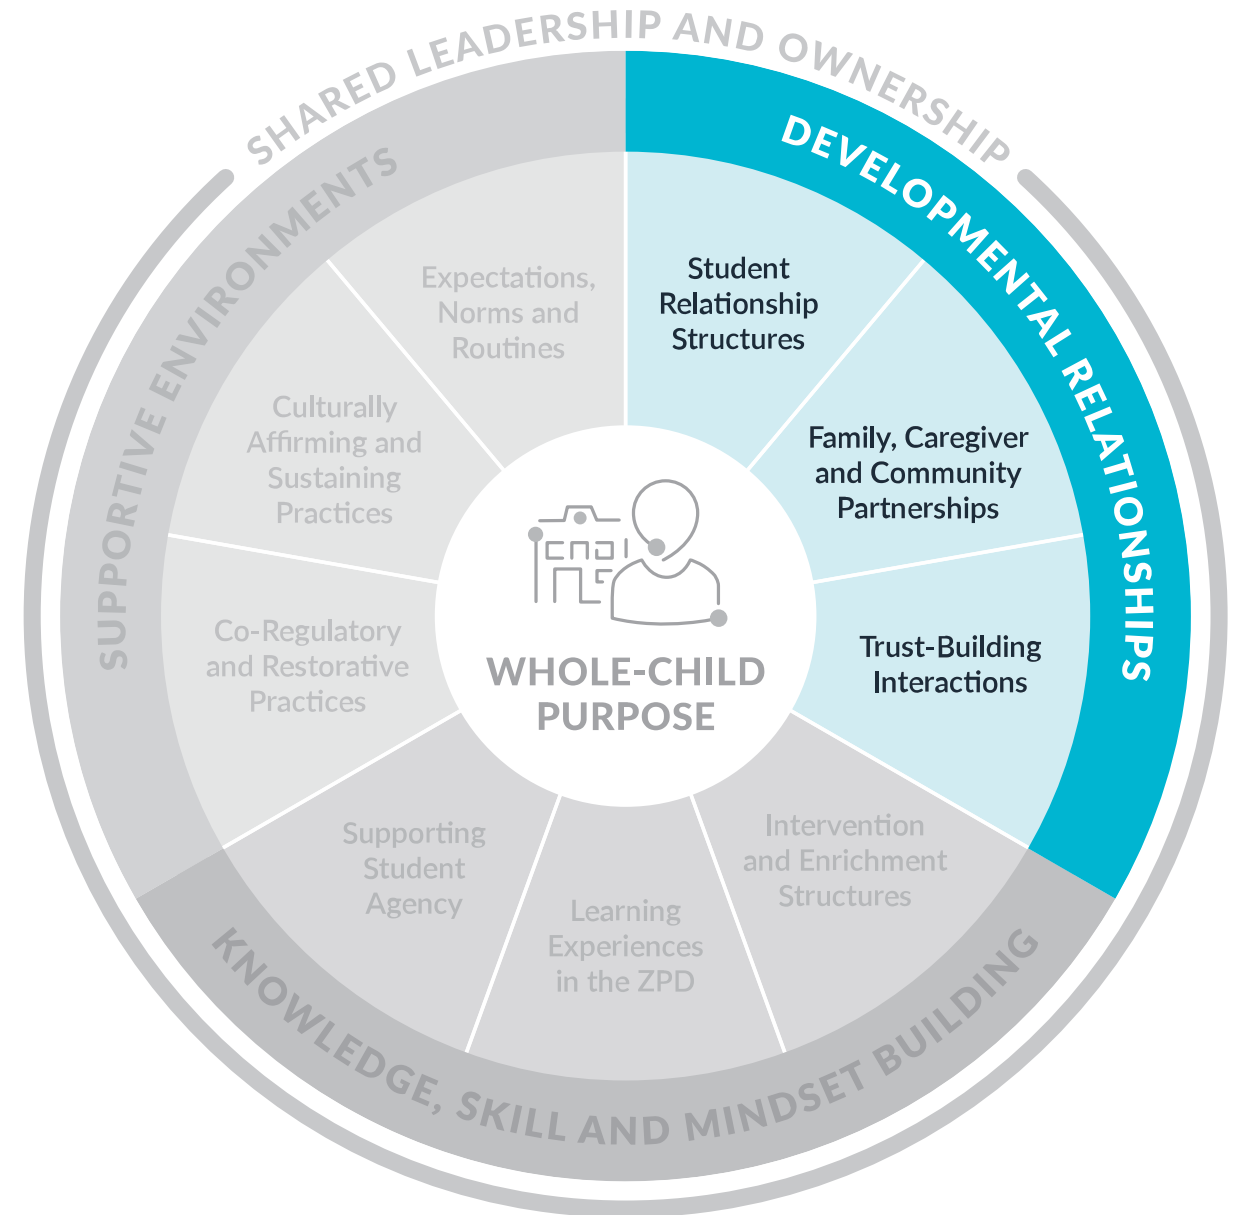 SHARED LEADERSHIP AND OWNERSHIP
DEVELOPMENTAL RELATIONSHIPS
Student
Relationship
Structures
Family, Caregiver
and Community
Partnerships
Trust-Building
Interactions
KNOWLEDGE, SKILL AND MINDSET BUILDING
Intervention
and Enrichment
Structures
Learning
Experiences
in the ZPD
Supporting
Student
Agency
SUPPORTIVE ENVIRONMENTS
Co-Regulatory
and Restorative
Practices
Culturally
Affirming and
Sustaining
Practices
Expectations,
Norms and
Routines
WHOLE-CHILD
PURPOSE